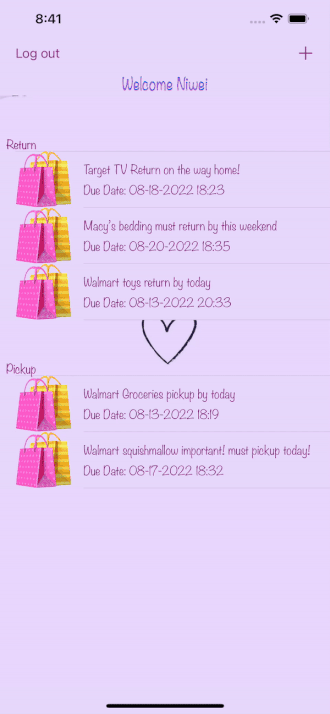 8:41
Log out
Welcome Niwei
Return
Target TV Return on the way home!
Due Date: 08-18-2022 18:23
Macy's bedding must return by this weekend
Due Date: 08-20-2022 18:35
Walmart toys return by today
Due Date: 08-13-2022 20:33
Pickup
Walmart Groceries pickup by today
Due Date: 08-13-2022 18:19
Walmart squishmallow important! must pickup today!
Due Date: 08-17-2022 18:32